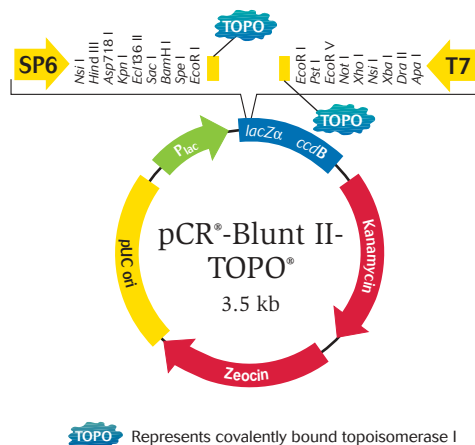 TOPO
SP6
Nsi I
Hind III
Asp718 I
Kpn I
Ecl136 II
Sac I
BamH I
Spe I
EcoR I
EcoR I
Pst I
EcoR V
Not I
Xho I
Nsi I
Xba I
Dra II
Apa I
T7
TOPO
lacZα ccdB
Plac
Kanamycin
pUC ori
pCR®-Blunt II-
TOPO®
3.5 kb
Zeocin
TOPO Represents covalently bound topoisomerase I